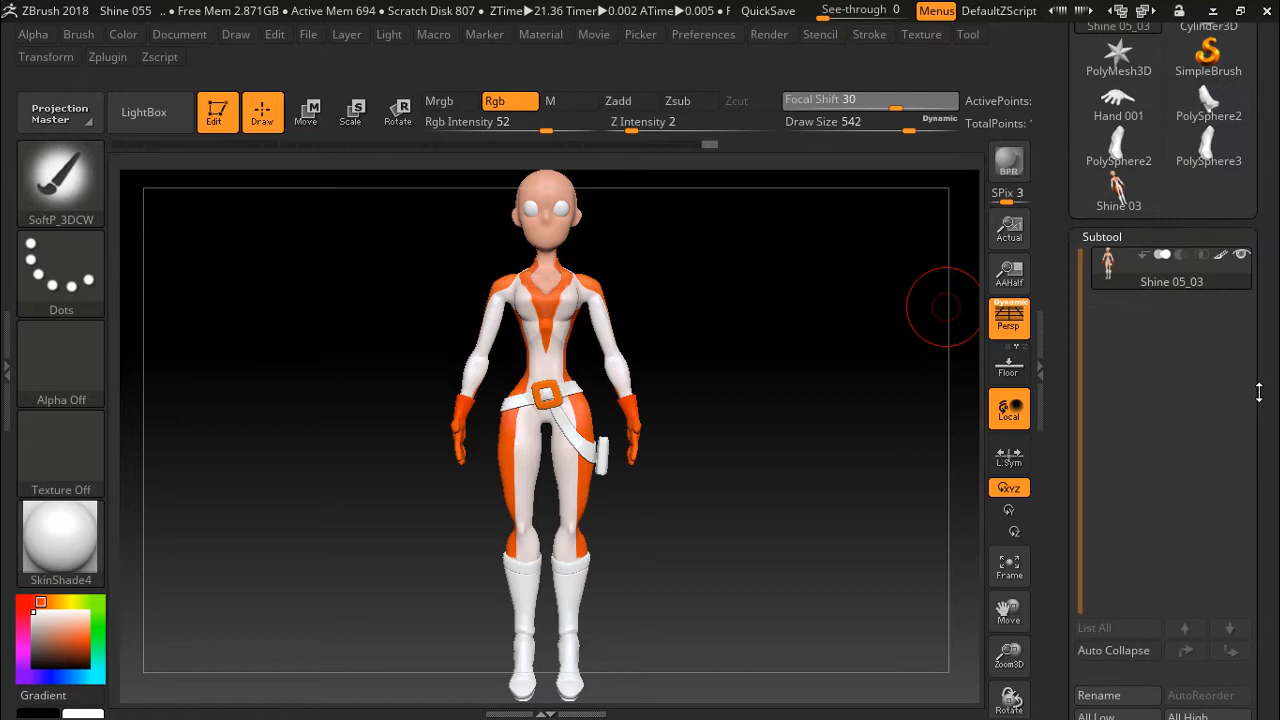 ZBrush 2018 Shine 055 .. ● Free Mem 2.871GB ● Active Mem 694 ● Scratch Disk 807 ● ZTime▶21.36 Timer▶0.002 ATime▶0.005 ● F QuickSave See-through 0 Menus DefaultZScript
Alpha Brush Color Document Draw Edit File Layer Light Macro Marker Material Movie Picker Preferences Render Stencil Stroke Texture Tool
Transform Zplugin Zscript
Projection Master
LightBox
Edit
Draw
Move
Scale
Rotate
Mrgb Rgb M Zadd Zsub Zcut
Rgb Intensity 52 Z Intensity 2
Focal Shift 30
Draw Size 542 Dynamic
ActivePoints:
TotalPoints:
SoftP_3DCW
Dots
Alpha Off
Texture Off
SkinShade4
Gradient
BPR
SPix 3
Actual
AAHalf
Dynamic
Persp
Floor
Local
L.Sym
XYZ
Y
Z
Frame
Move
Zoom3D
Rotate
Shine 05_03 Cylinder3D
PolyMesh3D SimpleBrush
Hand 001 PolySphere2
PolySphere2 PolySphere3
Shine 03
Subtool
Shine 05_03
List All
Auto Collapse
Rename AutoReorder
All Low All High